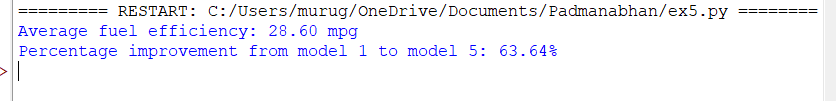 ========= RESTART: C:/Users/murug/OneDrive/Documents/Padmanabhan/ex5.py ========
Average fuel efficiency: 28.60 mpg
Percentage improvement from model 1 to model 5: 63.64%
>